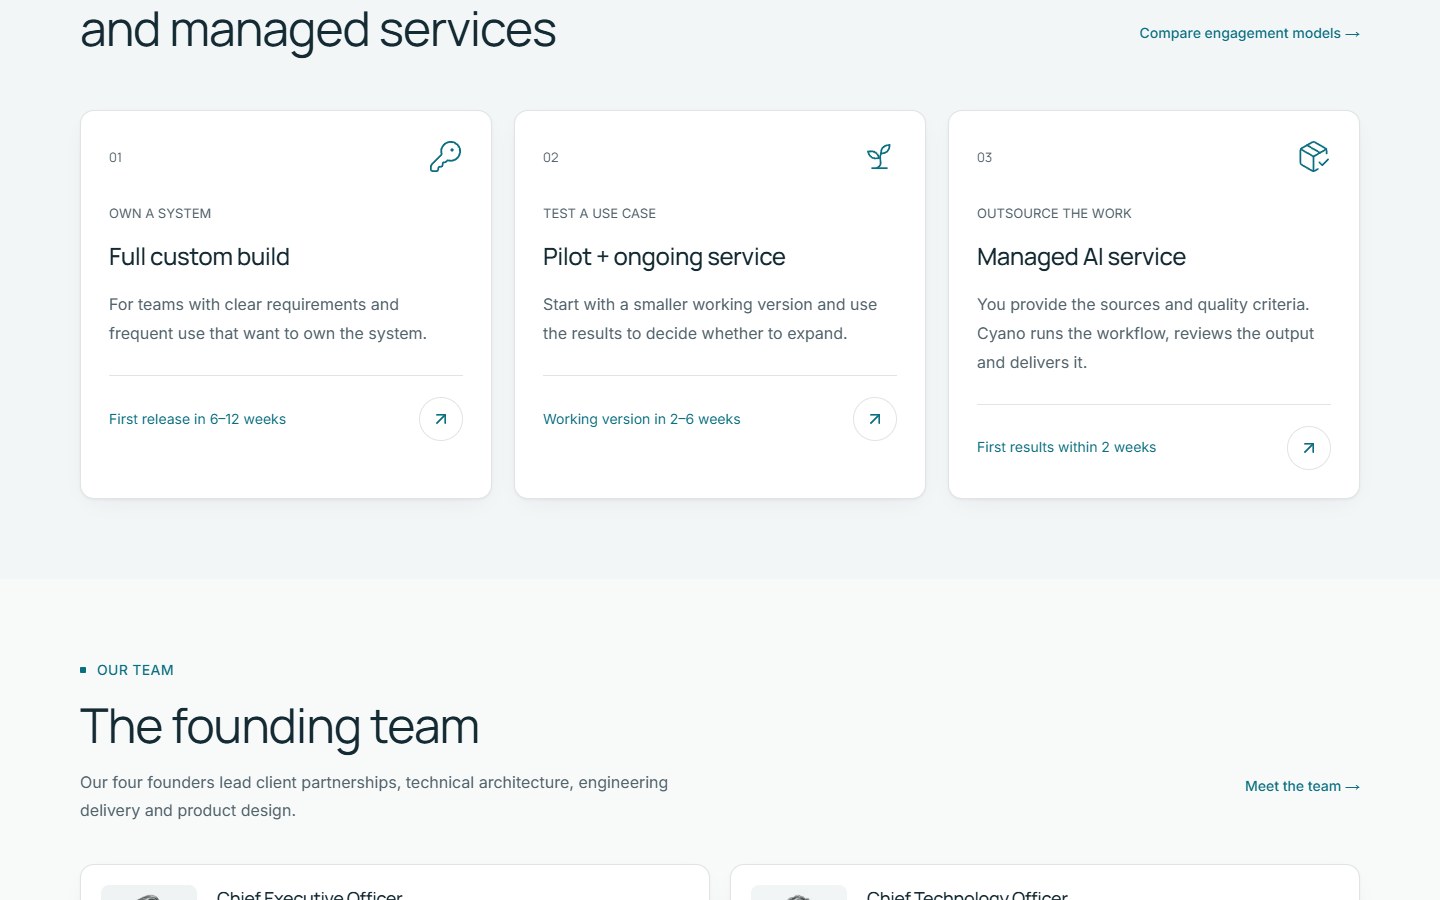 and managed services
Compare engagement models →
01
OWN A SYSTEM
Full custom build
For teams with clear requirements and
frequent use that want to own the system.
First release in 6–12 weeks
02
TEST A USE CASE
Pilot + ongoing service
Start with a smaller working version and use
the results to decide whether to expand.
Working version in 2–6 weeks
03
OUTSOURCE THE WORK
Managed AI service
You provide the sources and quality criteria.
Cyano runs the workflow, reviews the output
and delivers it.
First results within 2 weeks
OUR TEAM
The founding team
Our four founders lead client partnerships, technical architecture, engineering
delivery and product design.
Meet the team →
Chief Executive Officer
Chief Technology Officer